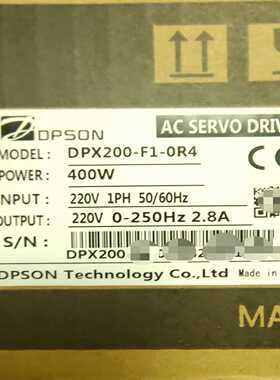 DPSON
AC SERVO DRIV
MODEL : DPX200-F1-0R4
POWER: 400W
INPUT: 220V 1PH 50/60Hz
OUTPUT: 220V 0-250Hz 2.8A
S/N: DPX200
DPSON Technology Co.,Ltd Made in
MA